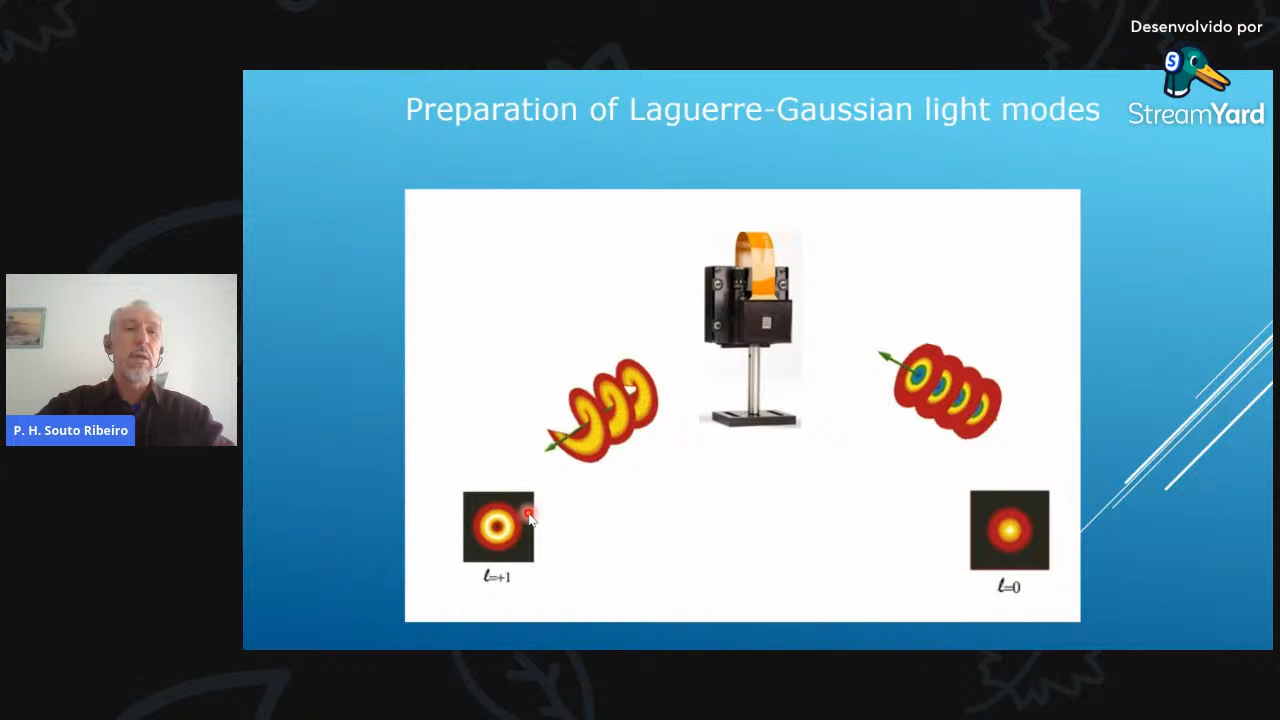 Desenvolvido por
StreamYard
Preparation of Laguerre-Gaussian light modes
P. H. Souto Ribeiro
ℓ=+1
ℓ=0